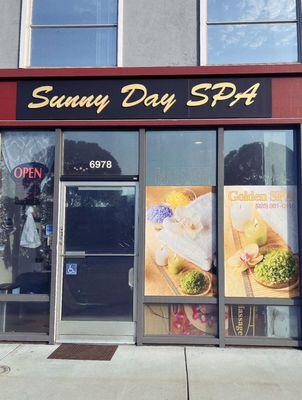 Sunny Day SPA
OPEN
6978
Golden SPA
Massage